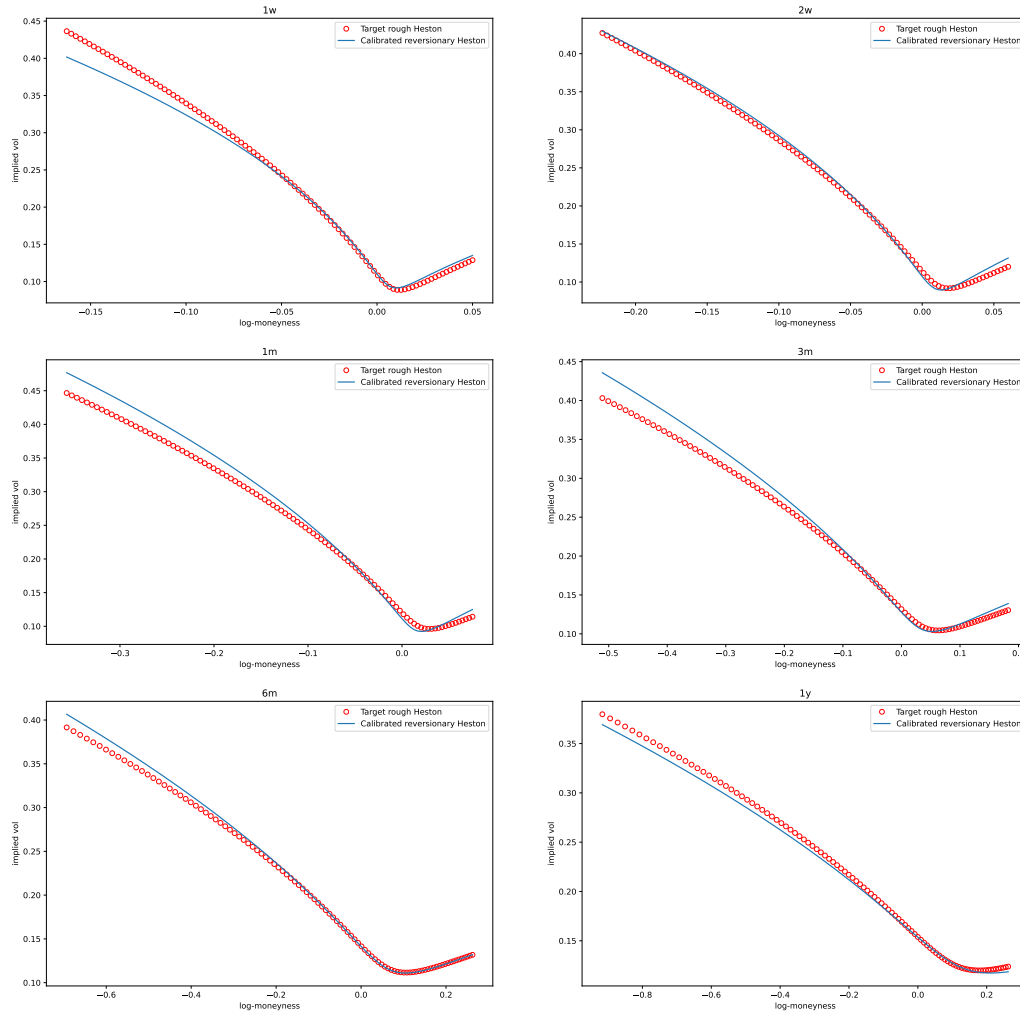 1w
0.45
0.40
0.35
0.30
0.25
0.20
0.15
0.10
implied vol
Target rough Heston
Calibrated reversionary Heston
−0.15
−0.10
−0.05
0.00
0.05
log-moneyness
2w
0.40
0.35
0.30
0.25
0.20
0.15
0.10
implied vol
Target rough Heston
Calibrated reversionary Heston
−0.20
−0.15
−0.10
−0.05
0.00
0.05
log-moneyness
1m
0.45
0.40
0.35
0.30
0.25
0.20
0.15
0.10
implied vol
Target rough Heston
Calibrated reversionary Heston
−0.3
−0.2
−0.1
0.0
log-moneyness
3m
0.45
0.40
0.35
0.30
0.25
0.20
0.15
0.10
implied vol
Target rough Heston
Calibrated reversionary Heston
−0.5
−0.4
−0.3
−0.2
−0.1
0.0
0.1
log-moneyness
6m
0.40
0.35
0.30
0.25
0.20
0.15
0.10
implied vol
Target rough Heston
Calibrated reversionary Heston
−0.6
−0.4
−0.2
0.0
0.2
log-moneyness
1y
0.35
0.30
0.25
0.20
0.15
implied vol
Target rough Heston
Calibrated reversionary Heston
−0.8
−0.6
−0.4
−0.2
0.0
0.2
log-moneyness